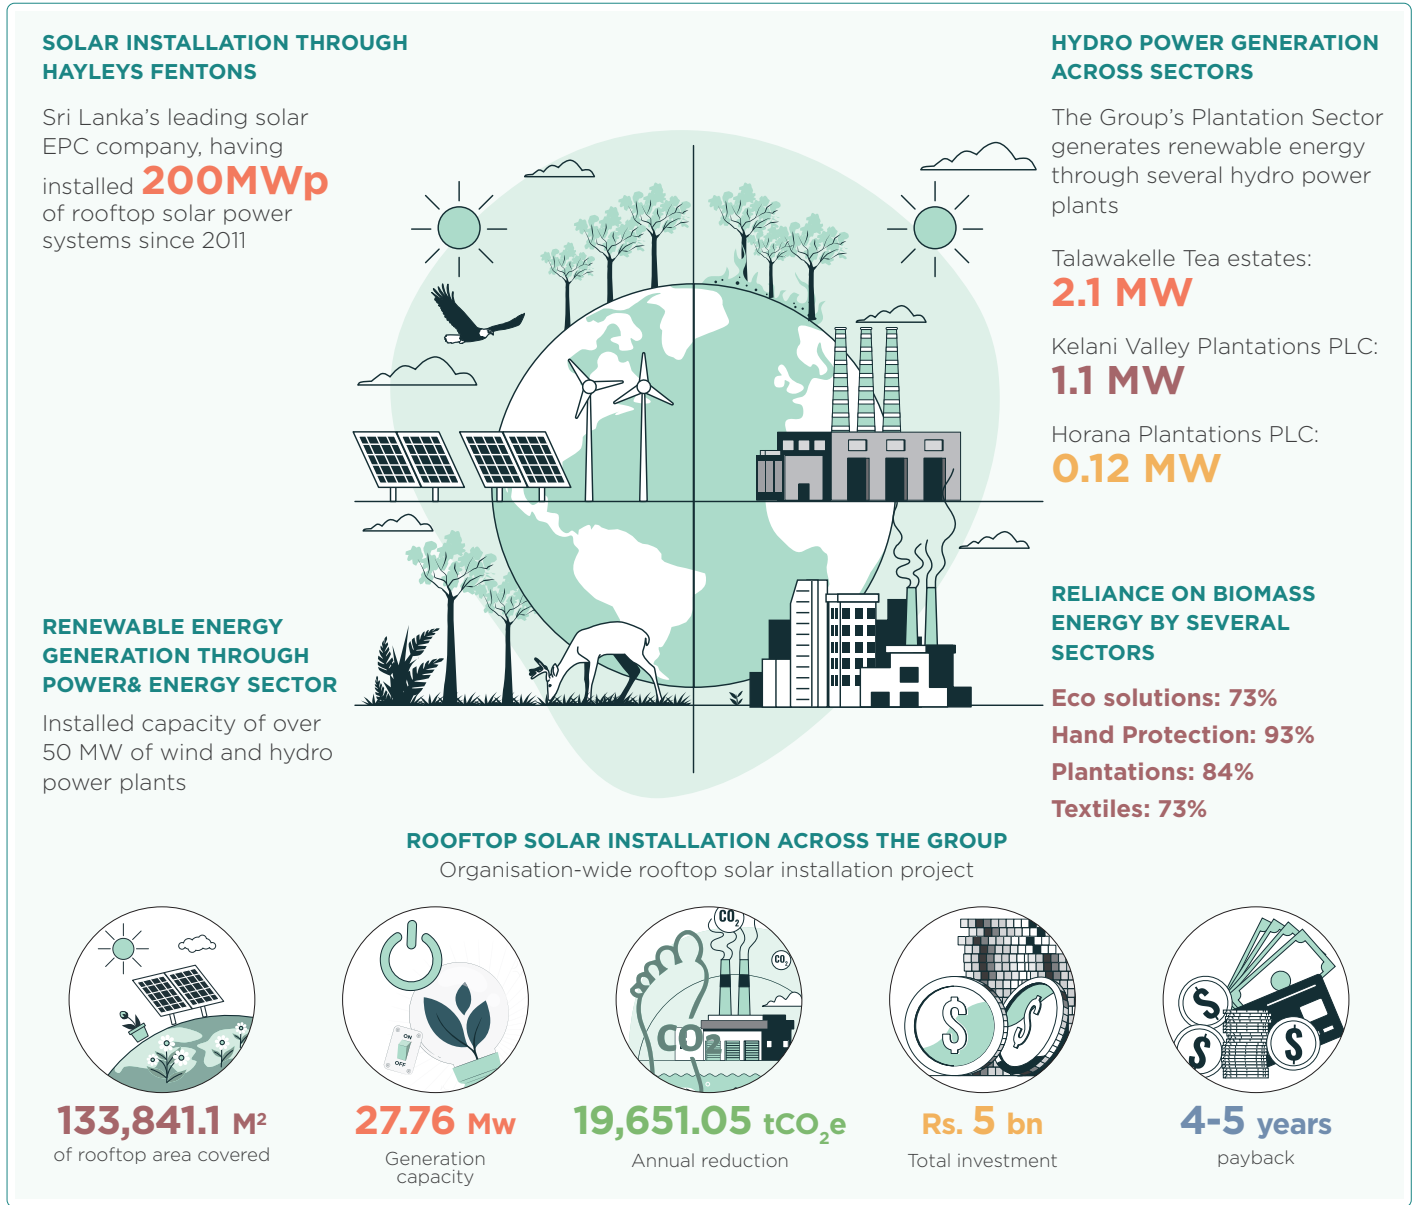 SOLAR INSTALLATION THROUGH
HAYLEYS FENTONS
Sri Lanka's leading solar
EPC company, having
installed 200MWp
of rooftop solar power
systems since 2011
HYDRO POWER GENERATION
ACROSS SECTORS
The Group's Plantation Sector
generates renewable energy
through several hydro power
plants
Talawakelle Tea estates:
2.1 MW
Kelani Valley Plantations PLC:
1.1 MW
Horana Plantations PLC:
0.12 MW
RENEWABLE ENERGY
GENERATION THROUGH
POWER& ENERGY SECTOR
Installed capacity of over
50 MW of wind and hydro
power plants
RELIANCE ON BIOMASS
ENERGY BY SEVERAL
SECTORS
Eco solutions: 73%
Hand Protection: 93%
Plantations: 84%
Textiles: 73%
ROOFTOP SOLAR INSTALLATION ACROSS THE GROUP
Organisation-wide rooftop solar installation project
ON
OFF
CO₂
CO₂
CO₂
$
$
$
$
$
133,841.1 M²
of rooftop area covered
27.76 Mw
Generation
capacity
19,651.05 tCO₂e
Annual reduction
Rs. 5 bn
Total investment
4-5 years
payback